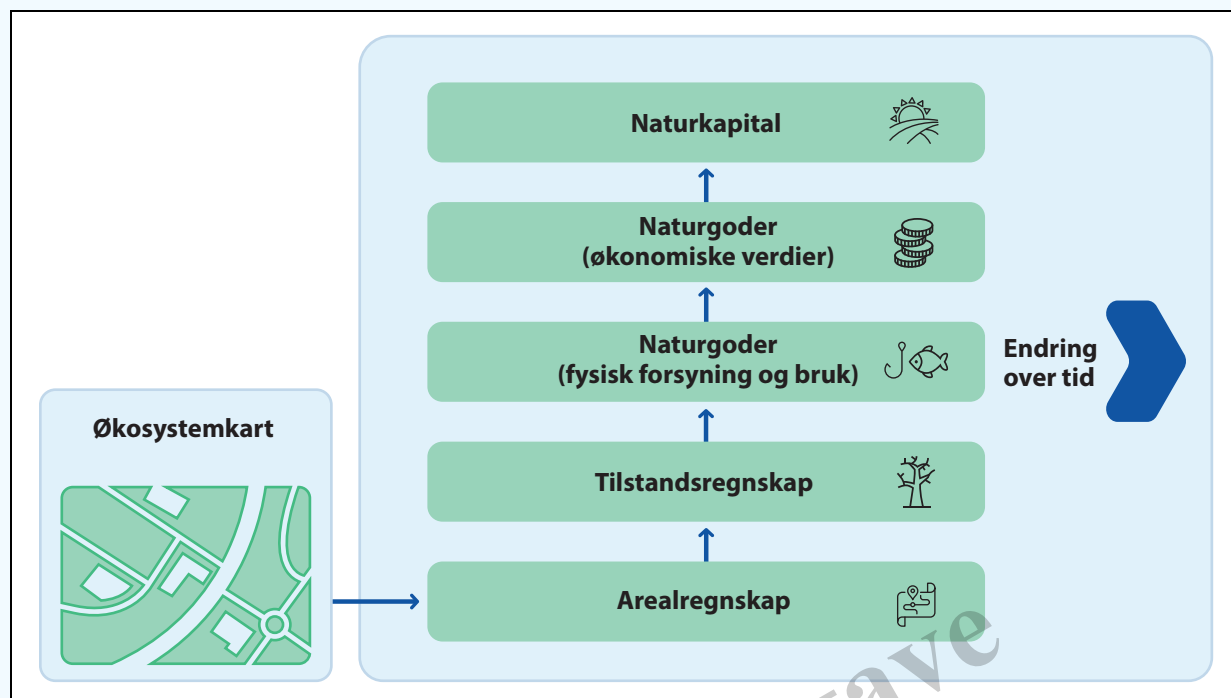 Naturkapital
Naturgoder
(økonomiske verdier)
Naturgoder
(fysisk forsyning og bruk)
Endring
over tid
Økosystemkart
Tilstandsregnskap
Arealregnskap